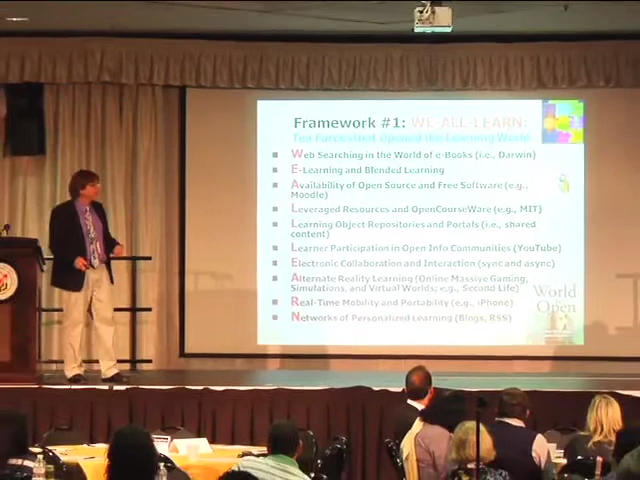 Framework #1: WE-ALL-LEARN:
Ten Forces that Opened the Learning World
Web Searching in the World of e-Books (i.e., Darwin)
E-Learning and Blended Learning
Availability of Open Source and Free Software (e.g.,
Moodle)
Leveraged Resources and OpenCourseWare (e.g., MIT)
Learning Object Repositories and Portals (i.e., shared
content)
Learner Participation in Open Info Communities (YouTube)
Electronic Collaboration and Interaction (sync and async)
Alternate Reality Learning (Online Massive Gaming,
Simulations, and Virtual Worlds; e.g., Second Life)
Real-Time Mobility and Portability (e.g., iPhone)
Networks of Personalized Learning (Blogs, RSS)
World
is
Open